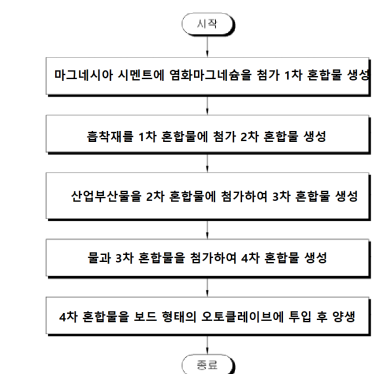 시작
마그네시아 시멘트에 염화마그네슘을 첨가 1차 혼합물 생성
흡착재를 1차 혼합물에 첨가 2차 혼합물 생성
산업부산물을 2차 혼합물에 첨가하여 3차 혼합물 생성
물과 3차 혼합물을 첨가하여 4차 혼합물 생성
4차 혼합물을 보드 형태의 오토클레이브에 투입 후 양생
종료